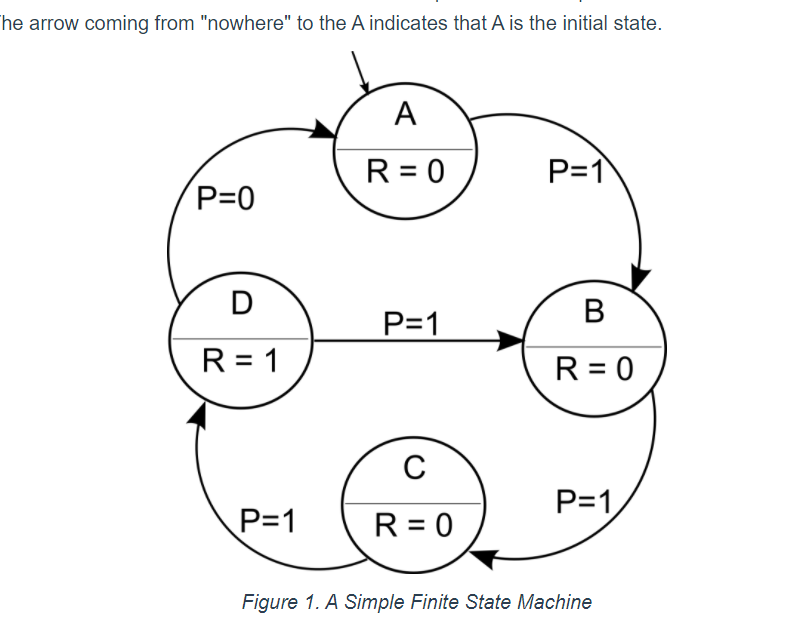 he arrow coming from "nowhere" to the A indicates that A is the initial state.
A
R = 0
P=1
P=0
D
R = 1
P=1
B
R = 0
C
R = 0
P=1
P=1
Figure 1. A Simple Finite State Machine